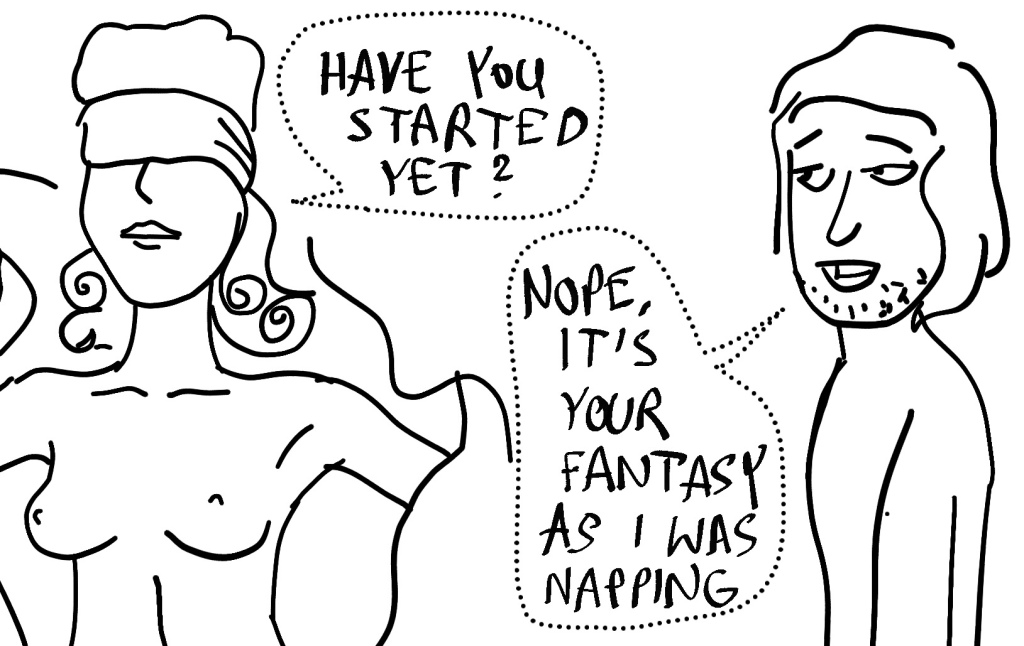 HAVE YOU
STARTED
YET?
NOPE,
IT'S
YOUR
FANTASY
AS I WAS
NAPPING